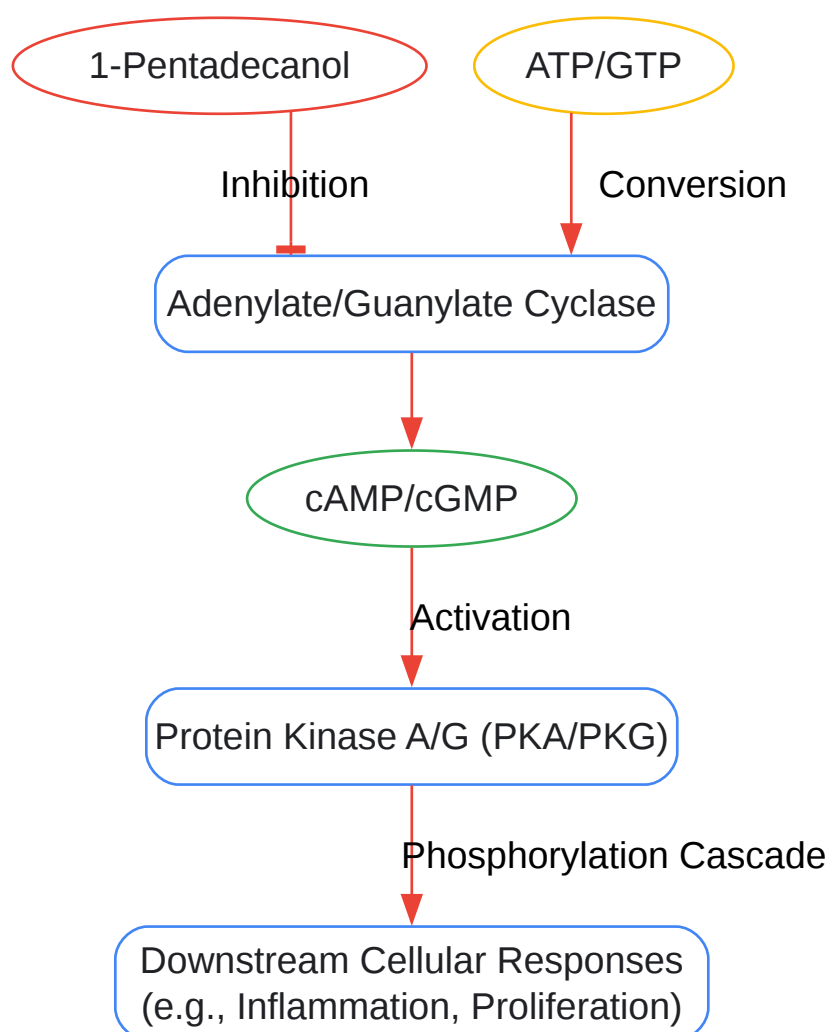 1-Pentadecanol
ATP/GTP
Inhibition
Conversion
Adenylate/Guanylate Cyclase
cAMP/cGMP
Activation
Protein Kinase A/G (PKA/PKG)
Phosphorylation Cascade
Downstream Cellular Responses
(e.g., Inflammation, Proliferation)